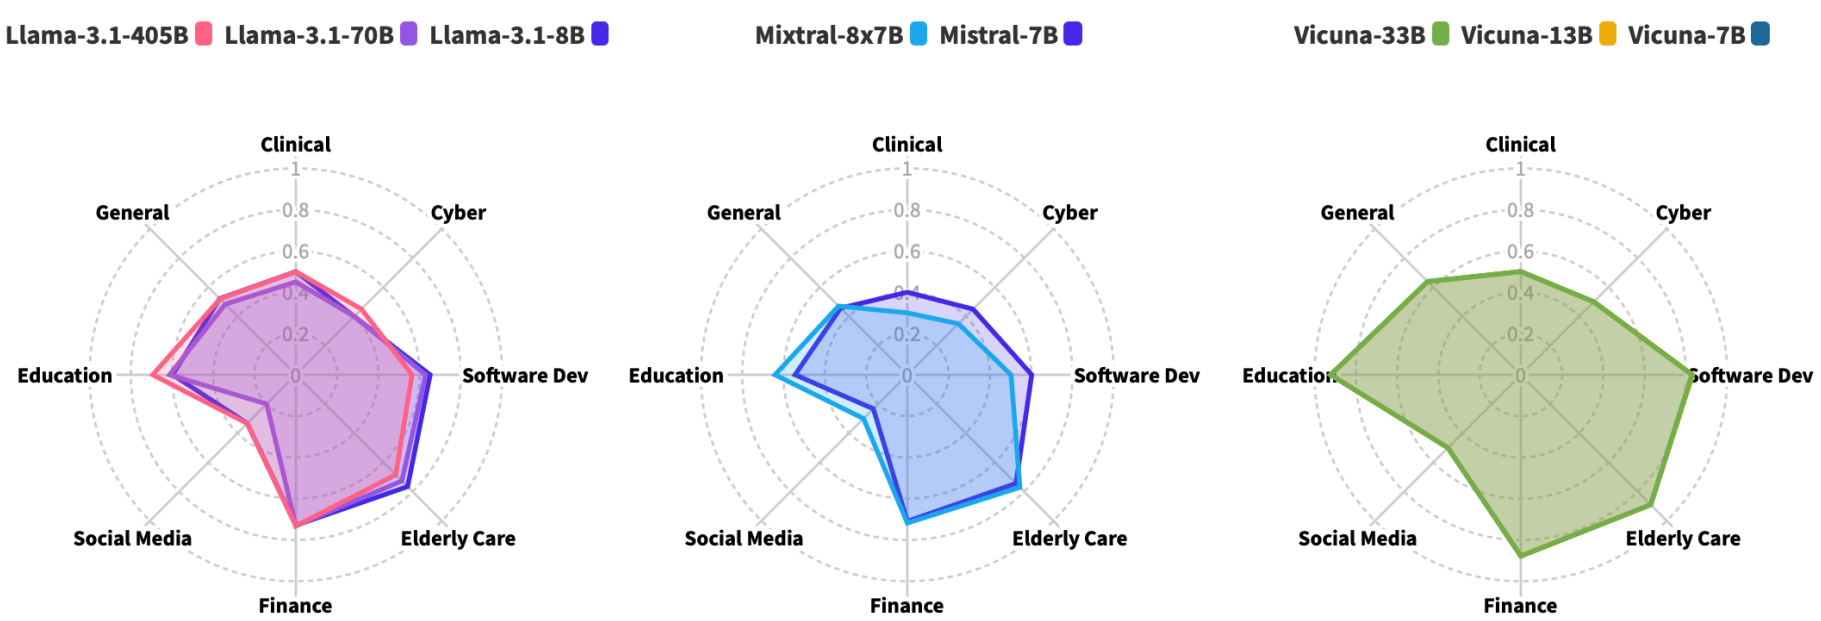 Llama-3.1-405B Llama-3.1-70B Llama-3.1-8B
Clinical
1
General 0.8 Cyber
0.6
0.4
0.2
Education 0 Software Dev
Social Media Elderly Care
Finance
Mixtral-8x7B Mistral-7B
Clinical
1
General 0.8 Cyber
0.6
0.4
0.2
Education 0 Software Dev
Social Media Elderly Care
Finance
Vicuna-33B Vicuna-13B Vicuna-7B
Clinical
1
General 0.8 Cyber
0.6
0.4
0.2
Education 0 Software Dev
Social Media Elderly Care
Finance